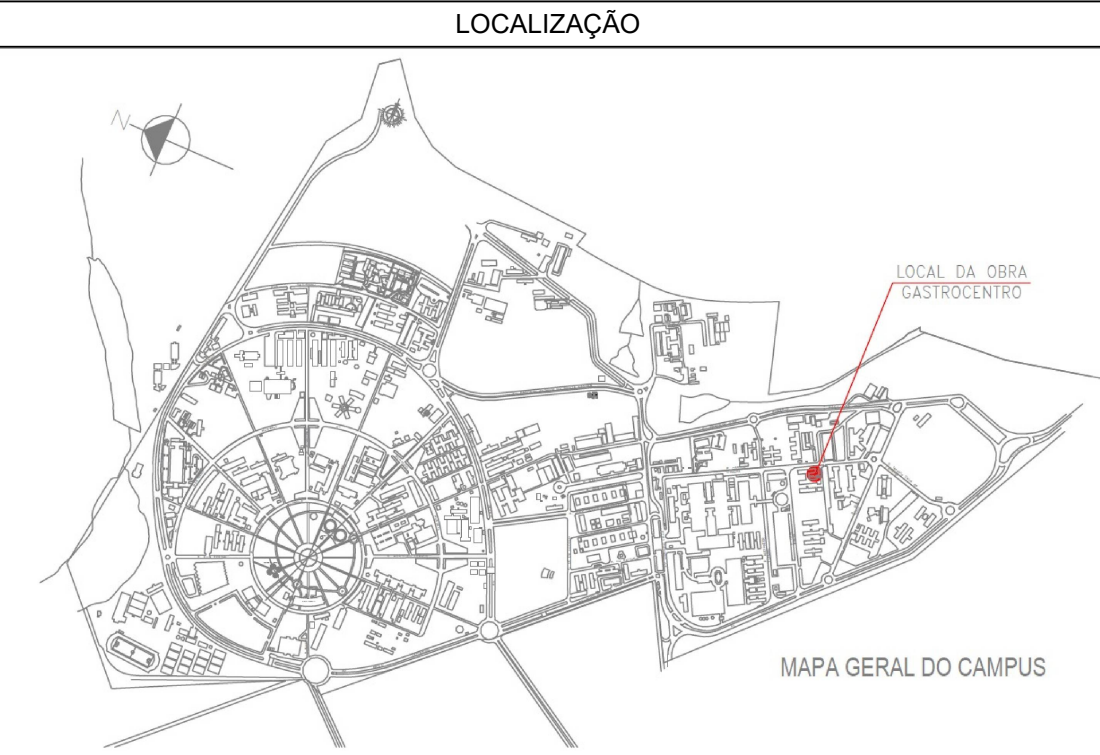 LOCALIZAÇÃO
N
LOCAL DA OBRA
GASTROCENTRO
MAPA GERAL DO CAMPUS